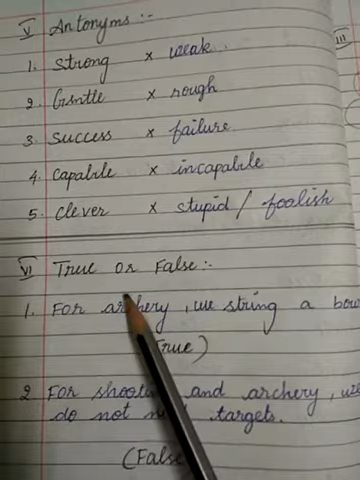 V Antonyms :-
III
1. Strong × weak.
2. Gentle × rough
3. Success × failure.
4. Capable × incapable
5. Clever × stupid / foolish
VI True or False:-
1. For archery, we string a bow
True)
2 For and archery, we
do not targets.
(False